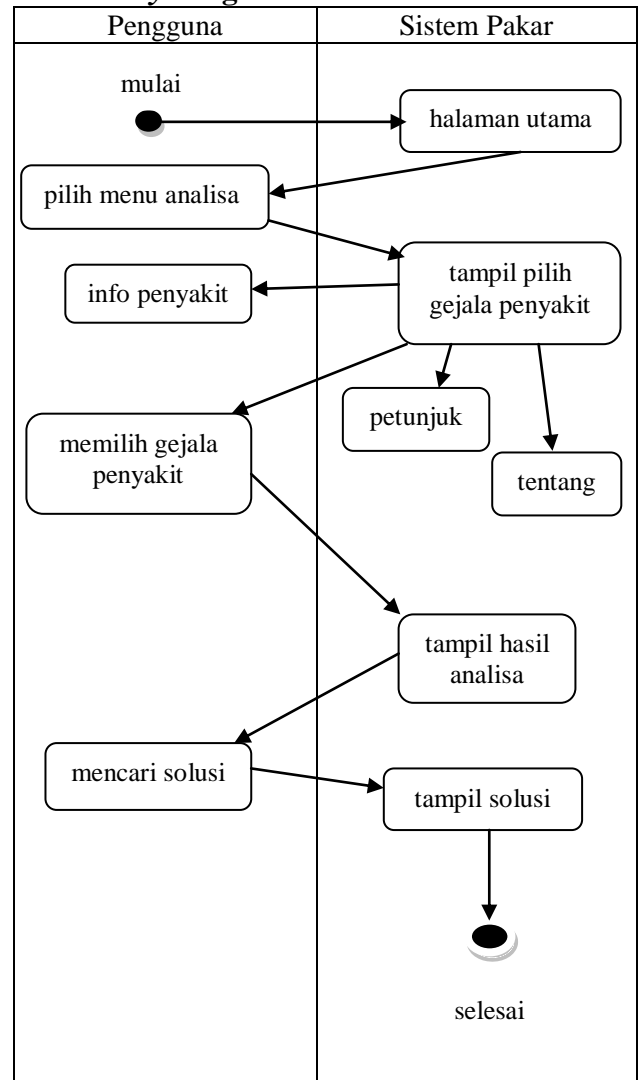 Pengguna
Sistem Pakar
mulai
halaman utama
pilih menu analisa
tampil pilih
gejala penyakit
info penyakit
petunjuk
memilih gejala
penyakit
tentang
tampil hasil
analisa
mencari solusi
tampil solusi
selesai